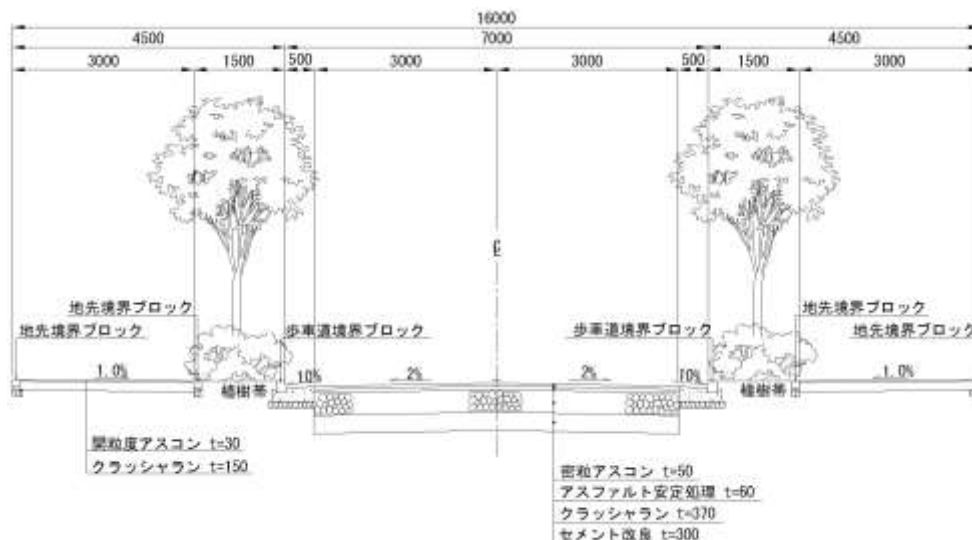 16000
4500 7000 4500
3000 1500 500 3000 3000 500 1500 3000
地先境界ブロック 地先境界ブロック
地先境界ブロック 歩車道境界ブロック 歩車道境界ブロック 地先境界ブロック
1.0% 10% 2% 2% 10% 1.0%
植樹帯 植樹帯
開粒度アスコン t=30
クラッシャラン t=150
密粒アスコン t=50
アスファルト安定処理 t=60
クラッシャラン t=370
セメント改良 t=300